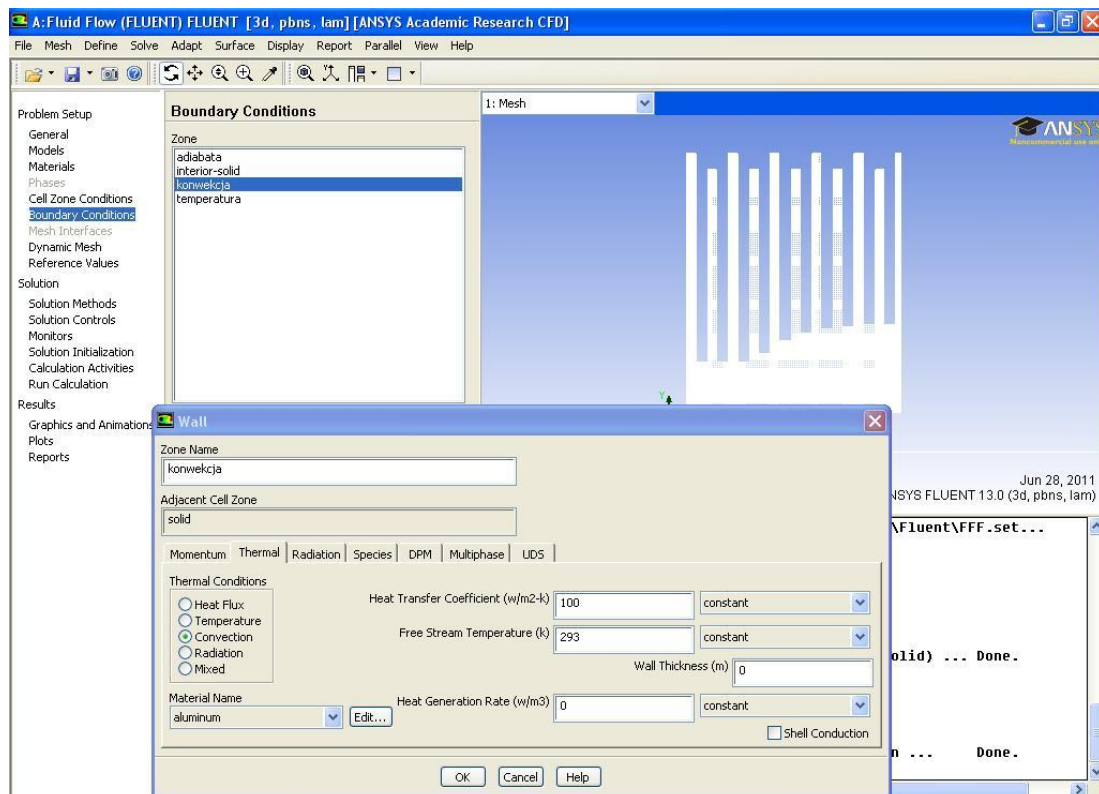 A:Fluid Flow (FLUENT) FLUENT [3d, pbns, lam] [ANSYS Academic Research CFD]
File Mesh Define Solve Adapt Surface Display Report Parallel View Help
Problem Setup
General
Models
Materials
Phases
Cell Zone Conditions
Boundary Conditions
Mesh Interfaces
Dynamic Mesh
Reference Values
Solution
Solution Methods
Solution Controls
Monitors
Solution Initialization
Calculation Activities
Run Calculation
Results
Graphics and Animations
Plots
Reports
Boundary Conditions
Zone
adiabata
interior-solid
konwekcja
temperatura
1: Mesh
ANSYS
Noncommercial use on
Y
Jun 28, 2011
NSYS FLUENT 13.0 (3d, pbns, lam)
\Fluent\FFF.set...
olid) ... Done.
n ... Done.
Wall
Zone Name
konwekcja
Adjacent Cell Zone
solid
Momentum Thermal Radiation Species DPM Multiphase UDS
Thermal Conditions
Heat Flux
Temperature
Convection
Radiation
Mixed
Material Name
aluminum Edit...
Heat Transfer Coefficient (w/m2-k) 100 constant
Free Stream Temperature (k) 293 constant
Wall Thickness (m) 0
Heat Generation Rate (w/m3) 0 constant
Shell Conduction
OK Cancel Help